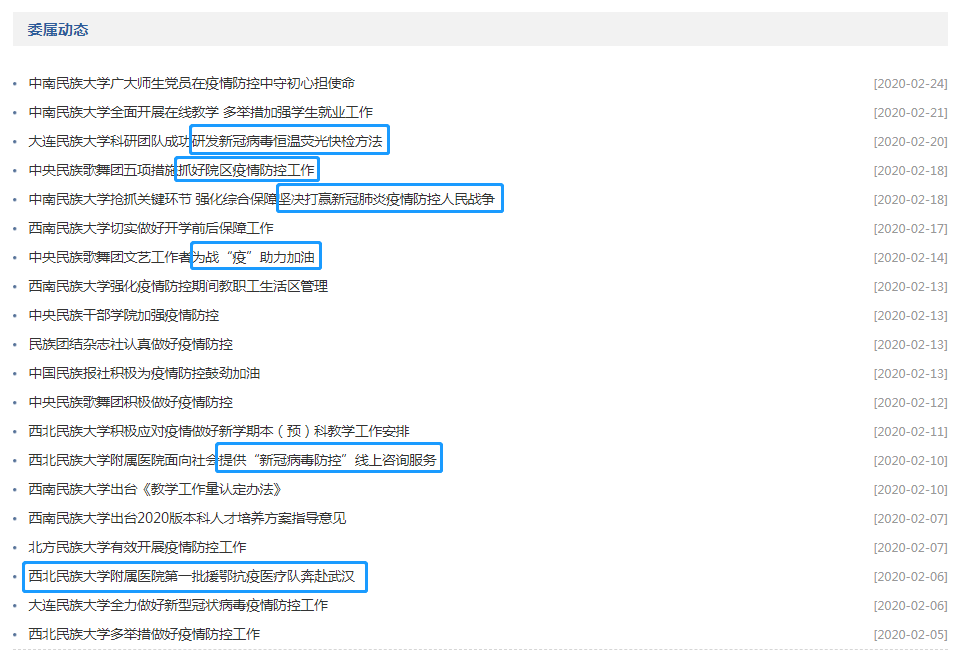 委属动态
中南民族大学广大师生党员在疫情防控中守初心担使命 [2020-02-24]
中南民族大学全面开展在线教学 多举措加强学生就业工作 [2020-02-21]
大连民族大学科研团队成功研发新冠病毒恒温荧光快检方法 [2020-02-20]
中央民族歌舞团五项措施抓好院区疫情防控工作 [2020-02-18]
中南民族大学抢抓关键环节 强化综合保障坚决打赢新冠肺炎疫情防控人民战争 [2020-02-18]
西南民族大学切实做好开学前后保障工作 [2020-02-17]
中央民族歌舞团文艺工作者为战“疫”助力加油 [2020-02-14]
西南民族大学强化疫情防控期间教职工生活区管理 [2020-02-13]
中央民族干部学院加强疫情防控 [2020-02-13]
民族团结杂志社认真做好疫情防控 [2020-02-13]
中国民族报社积极为疫情防控鼓劲加油 [2020-02-13]
中央民族歌舞团积极做好疫情防控 [2020-02-12]
西北民族大学积极应对疫情做好新学期本（预）科教学工作安排 [2020-02-11]
西北民族大学附属医院面向社会提供“新冠病毒防控”线上咨询服务 [2020-02-10]
西南民族大学出台《教学工作量认定办法》 [2020-02-10]
西南民族大学出台2020版本科人才培养方案指导意见 [2020-02-07]
北方民族大学有效开展疫情防控工作 [2020-02-07]
西北民族大学附属医院第一批援鄂抗疫医疗队奔赴武汉 [2020-02-06]
大连民族大学全力做好新型冠状病毒疫情防控工作 [2020-02-06]
西北民族大学多举措做好疫情防控工作 [2020-02-05]